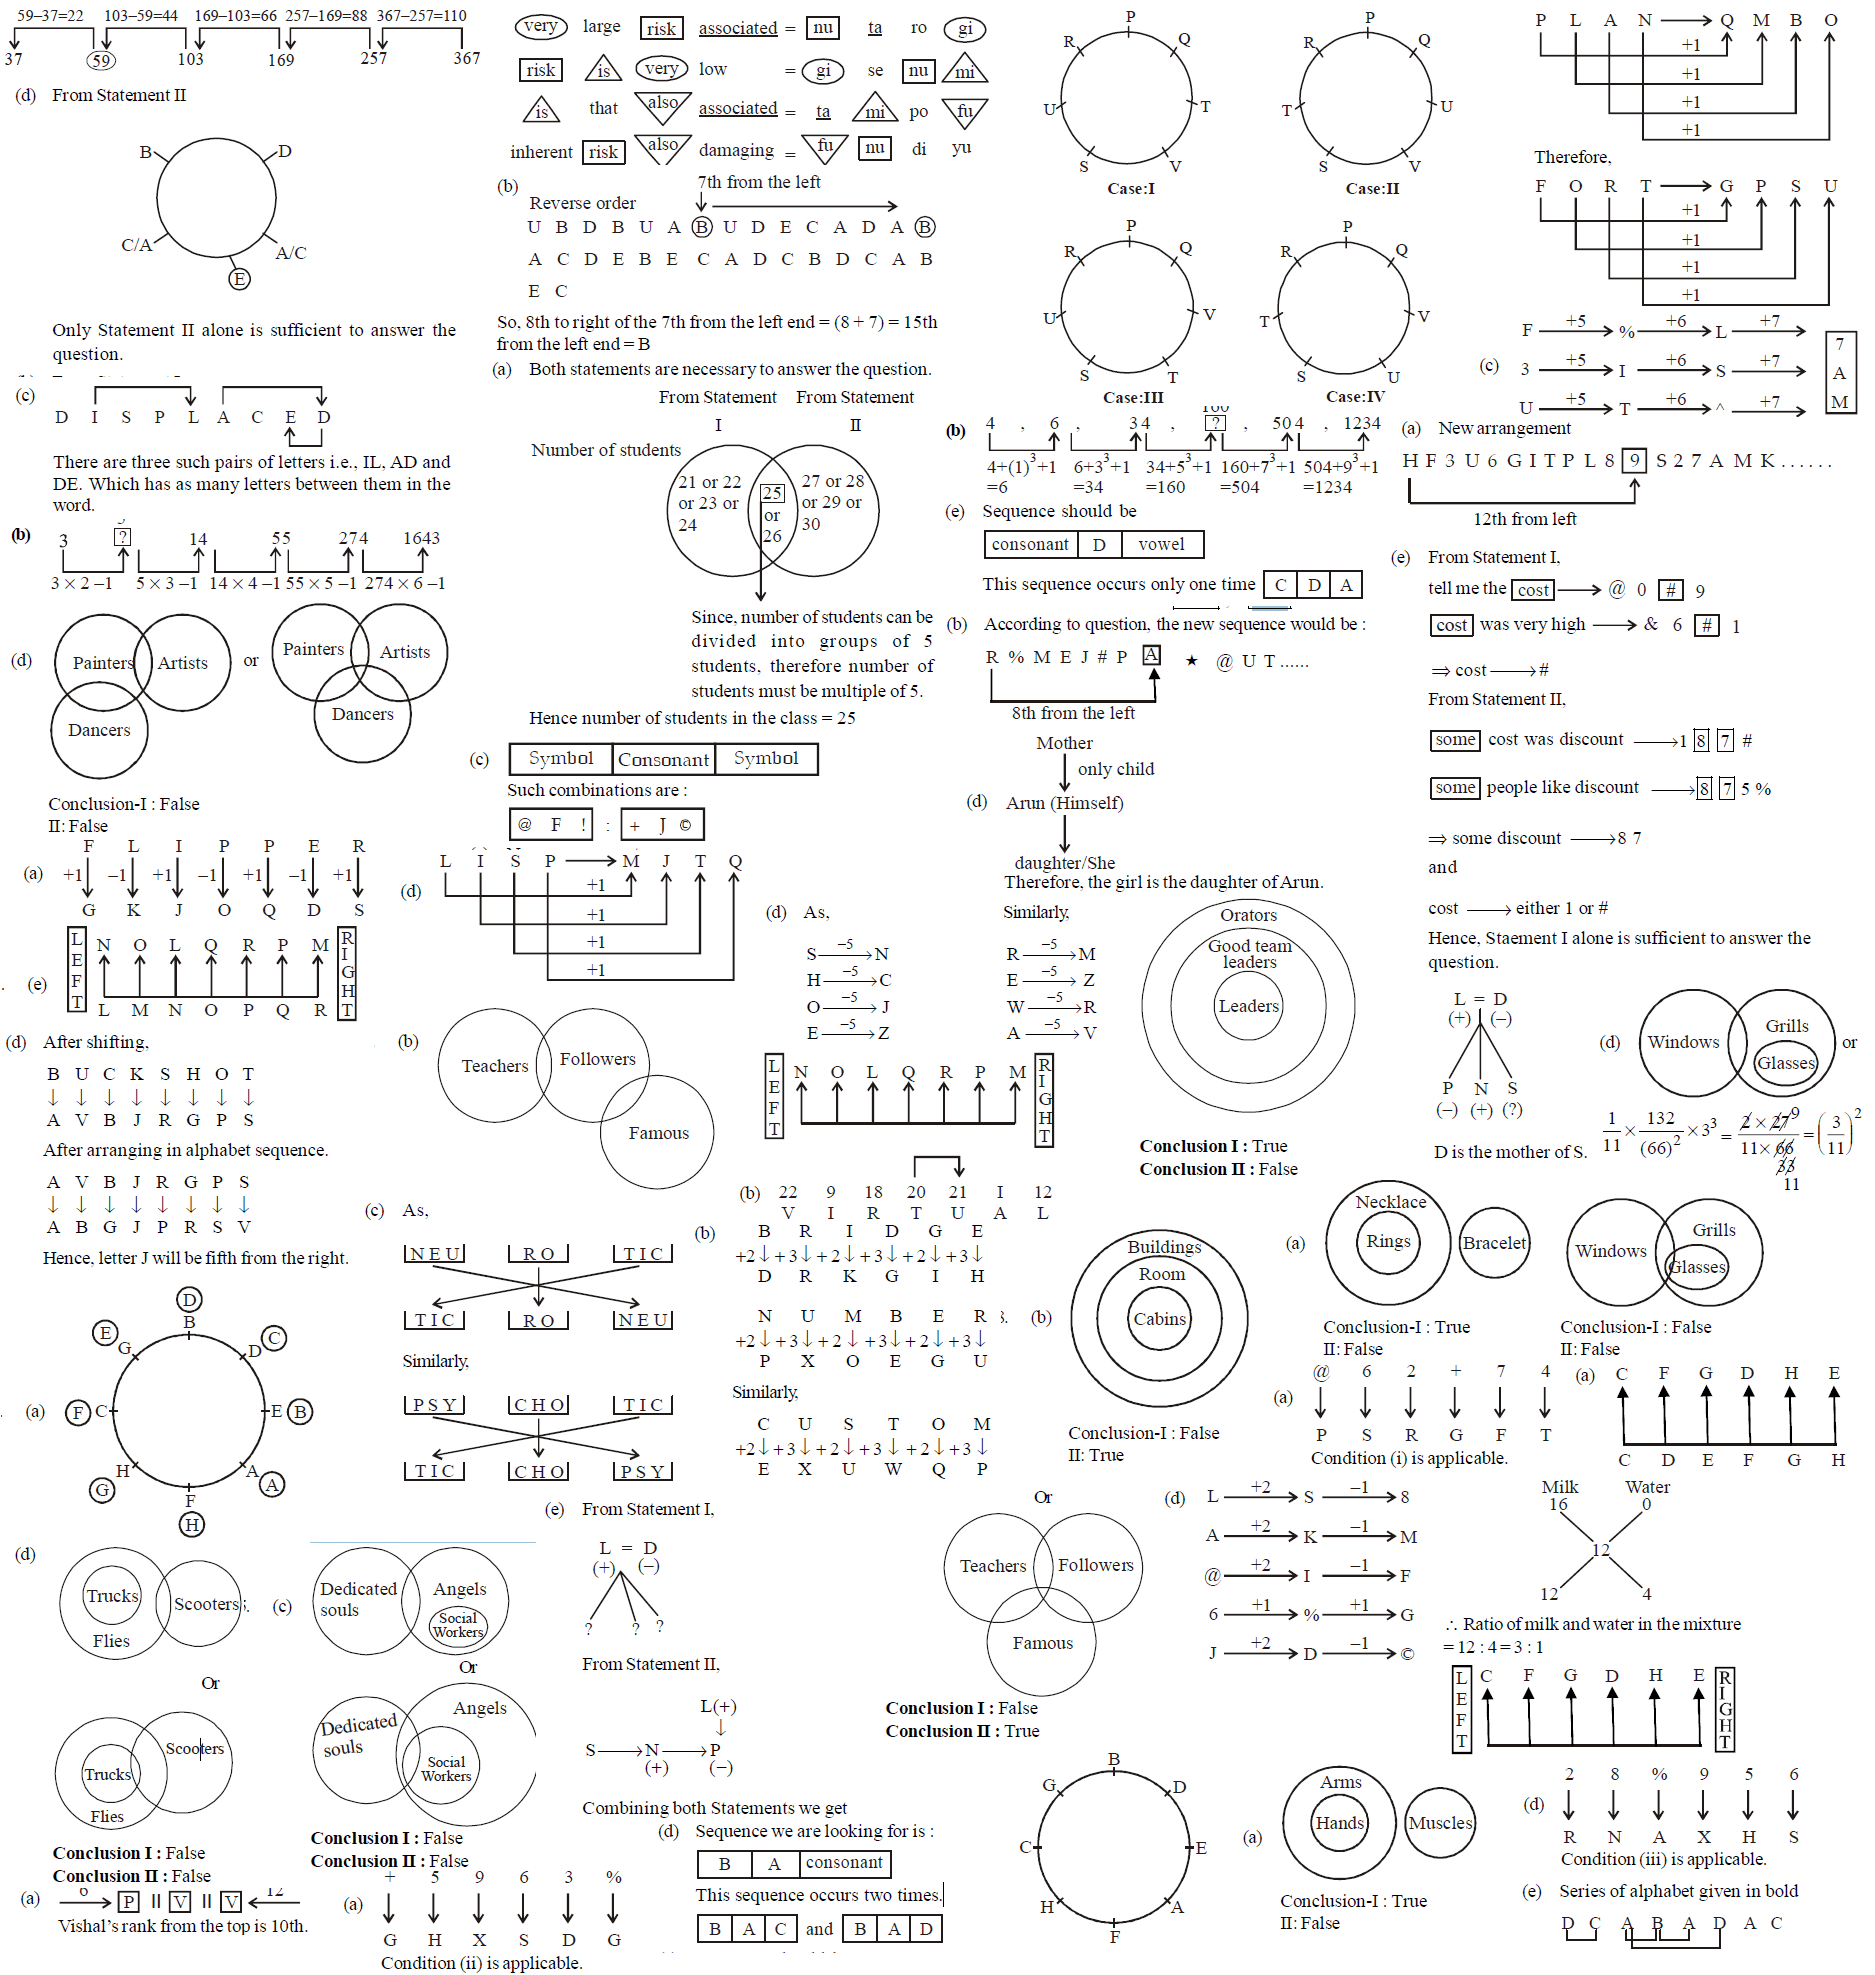 59–37=22 103–59=44 169–103=66 257–169=88 367–257=110
37 59 103 169 257 367
(d) From Statement II
B D
C/A A/C
E
Only Statement II alone is sufficient to answer the
question.
(c)
D I S P L A C E D
There are three such pairs of letters i.e., IL, AD and
DE. Which has as many letters between them in the
word.
(b) 3 ? 14 55 274 1643
3 × 2 –1 5 × 3 –1 14 × 4 –1 55 × 5 –1 274 × 6 –1
(d) Painters Artists or Painters Artists
Dancers Dancers
Conclusion-I : False
II: False
F L I P P E R
(a) +1 –1 +1 –1 +1 –1 +1
G K J O Q D S
(e) LEFT N O L Q R P M RIGHT
L M N O P Q R
(d) After shifting,
B U C K S H O T
↓ ↓ ↓ ↓ ↓ ↓ ↓ ↓
A V B J R G P S
After arranging in alphabet sequence.
A V B J R G P S
↓ ↓ ↓ ↓ ↓ ↓ ↓ ↓
A B G J P R S V
Hence, letter J will be fifth from the right.
D
B
E G D C
(a) F C E B
H A
G A
F
H
(d) Trucks Scooters
Flies
Or
Scooters
Trucks
Flies
Conclusion I : False
Conclusion II : False
(a) 6 P V V 12
Vishal's rank from the top is 10th.
very large risk associated = nu ta ro gi
risk is very low = gi se nu mi
is that also associated = ta mi po fu
inherent risk also damaging = fu nu di yu
(b) 7th from the left
Reverse order
U B D B U A B U D E C A D A B
A C D E B E C A D C B D C A B
E C
So, 8th to right of the 7th from the left end = (8 + 7) = 15th
from the left end = B
(a) Both statements are necessary to answer the question.
From Statement From Statement
I II
Number of students
21 or 22 or 23 or 24
25 or 26
27 or 28 or 29 or 30
Since, number of students can be
divided into groups of 5
students, therefore number of
students must be multiple of 5.
Hence number of students in the class = 25
(c) Symbol Consonant Symbol
Such combinations are :
@ F ! : + J ©
(d) L I S P → M J T Q
+1
+1
+1
+1
(b) Teachers Followers
Famous
(c) As,
NEU RO TIC
TIC RO NEU
Similarly,
PSY CHO TIC
TIC CHO PSY
(e) From Statement I,
L = D
(+) (–)
? ? ?
From Statement II,
L(+)
↓
S → N → P
(+) (–)
Combining both Statements we get
(c) Dedicated souls Angels
Social Workers
Or
Angels
Dedicated souls
Social Workers
Conclusion I : False
Conclusion II : False
(a) + 5 9 6 3 %
G H X S D G
Condition (ii) is applicable.
(d) Sequence we are looking for is :
B A consonant
This sequence occurs two times.
B A C and B A D
(d) As, Similarly,
S –5 N R –5 M
H –5 C E –5 Z
O –5 J W –5 R
E –5 Z A –5 V
LEFT N O L Q R P M RIGHT
(b) 22 9 18 20 21 I 12
V I R T U A L
(b) B R I D G E
+2 ↓ +3 ↓ +2 ↓ +3 ↓ +2 ↓ +3 ↓
D R K G I H
N U M B E R
+2 ↓ +3 ↓ +2 ↓ +3 ↓ +2 ↓ +3 ↓
P X O E G U
Similarly,
C U S T O M
+2 ↓ +3 ↓ +2 ↓ +3 ↓ +2 ↓ +3 ↓
E X U W Q P
P P
R Q R Q
U T T U
S V S V
Case:I Case:II
P P
R Q R Q
U V T V
S T S U
Case:III Case:IV
(b) 4 , 6 , 34 , ? , 504 , 1234
4+(1)³+1 6+3³+1 34+5³+1 160+7³+1 504+9³+1
=6 =34 =160 =504 =1234
(e) Sequence should be
consonant D vowel
This sequence occurs only one time C D A
(b) According to question, the new sequence would be :
R % M E J # P A ★ @ U T ......
8th from the left
Mother
only child
(d) Arun (Himself)
daughter/She
Therefore, the girl is the daughter of Arun.
Orators
Good team leaders
Leaders
Conclusion I : True
Conclusion II : False
(b) Buildings
Room
Cabins
Conclusion-I : False
II: True
Or
Teachers Followers
Famous
Conclusion I : False
Conclusion II : True
B
G D
C E
H A
F
(d) L +2 S –1 8
A +2 K –1 M
@ +2 I –1 F
6 +1 % +1 G
J +2 D –1 ©
P L A N → Q M B O
+1
+1
+1
+1
Therefore,
F O R T → G P S U
+1
+1
+1
+1
F +5 % +6 L +7 7
(c) 3 +5 I +6 S +7 A
U +5 T +6 ^ +7 M
(a) New arrangement
H F 3 U 6 G I T P L 8 9 S 2 7 A M K ......
12th from left
(e) From Statement I,
tell me the cost → @ 0 # 9
cost was very high → & 6 # 1
⇒ cost → #
From Statement II,
some cost was discount → 1 8 7 #
some people like discount → 8 7 5 %
⇒ some discount → 8 7
and
cost → either 1 or #
Hence, Staement I alone is sufficient to answer the
question.
L = D
(+) (–)
P N S
(–) (+) (?)
D is the mother of S.
(d) Windows Grills or
Glasses
1/11 × 132/(66)² × 3³ = 2 × 27 9 / 11 × 66 33 11 = (3/11)²
(a) Necklace
Rings Bracelet
Conclusion-I : True
II: False
Grills
Windows
Glasses
Conclusion-I : False
II: False
(a) @ 6 2 + 7 4
P S R G F T
Condition (i) is applicable.
(a) C F G D H E
C D E F G H
Milk Water
16 0
12
12 4
∴ Ratio of milk and water in the mixture
= 12 : 4 = 3 : 1
LEFT C F G D H E RIGHT
(a) Arms
Hands Muscles
Conclusion-I : True
II: False
(d) 2 8 % 9 5 6
R N A X H S
Condition (iii) is applicable.
(e) Series of alphabet given in bold
D C A B A D A C